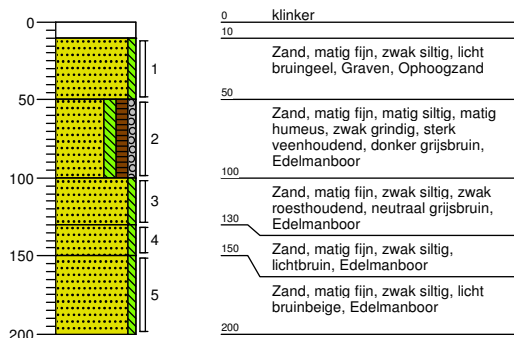 0
50
100
150
200
1
2
3
4
5
0 klinker
10
Zand, matig fijn, zwak siltig, licht
bruingeel, Graven, Ophoogzand
50
Zand, matig fijn, matig siltig, matig
humeus, zwak grindig, sterk
veenhoudend, donker grijsbruin,
Edelmanboor
100
Zand, matig fijn, zwak siltig, zwak
roesthoudend, neutraal grijsbruin,
Edelmanboor
130
Zand, matig fijn, zwak siltig,
lichtbruin, Edelmanboor
150
Zand, matig fijn, zwak siltig, licht
bruinbeige, Edelmanboor
200